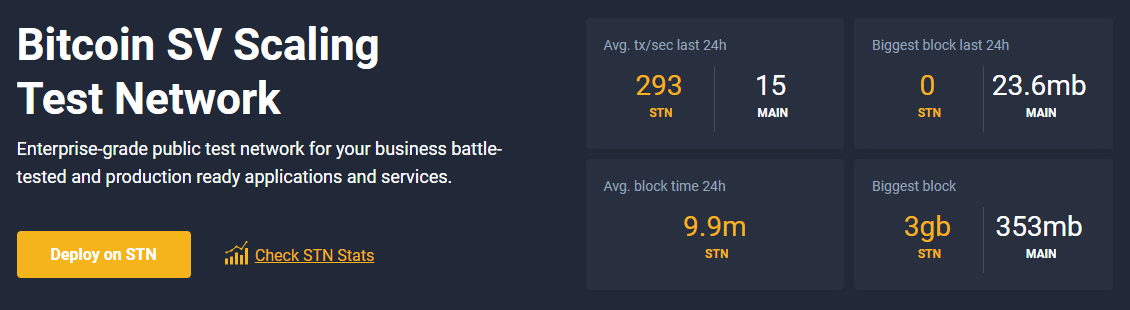 Bitcoin SV Scaling
Test Network
Enterprise-grade public test network for your business battle-
tested and production ready applications and services.
Deploy on STN
Check STN Stats
Avg. tx/sec last 24h
293
STN
15
MAIN
Biggest block last 24h
0
STN
23.6mb
MAIN
Avg. block time 24h
9.9m
STN
Biggest block
3gb
STN
353mb
MAIN